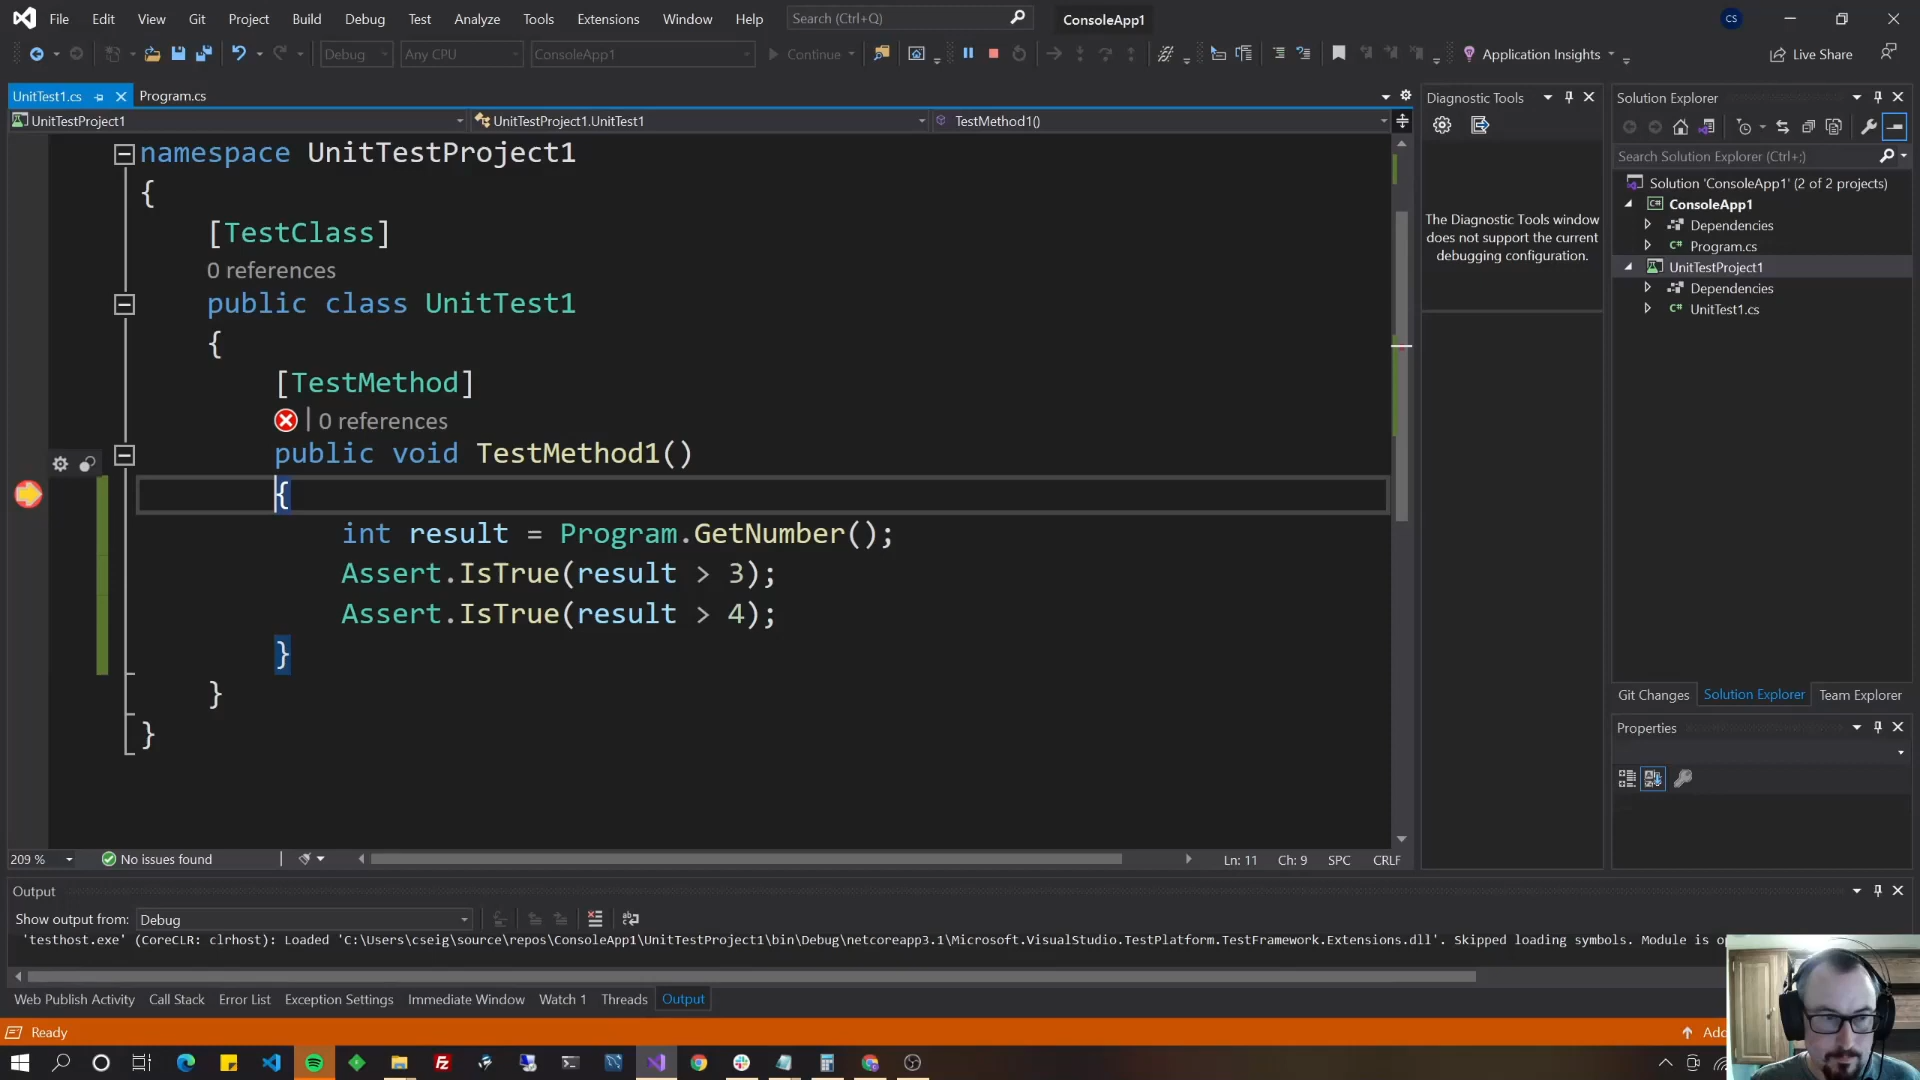 File Edit View Git Project Build Debug Test Analyze Tools Extensions Window Help Search (Ctrl+Q) ConsoleApp1 CS
Debug Any CPU ConsoleApp1 Continue Application Insights Live Share
UnitTest1.cs Program.cs
UnitTestProject1 UnitTestProject1.UnitTest1 TestMethod1()
namespace UnitTestProject1
{
[TestClass]
0 references
public class UnitTest1
{
[TestMethod]
| 0 references
public void TestMethod1()
{
int result = Program.GetNumber();
Assert.IsTrue(result > 3);
Assert.IsTrue(result > 4);
}
}
}
209 % No issues found Ln: 11 Ch: 9 SPC CRLF
Diagnostic Tools
The Diagnostic Tools window
does not support the current
debugging configuration.
Solution Explorer
Search Solution Explorer (Ctrl+;)
Solution 'ConsoleApp1' (2 of 2 projects)
ConsoleApp1
Dependencies
C# Program.cs
UnitTestProject1
Dependencies
C# UnitTest1.cs
Git Changes Solution Explorer Team Explorer
Properties
Output
Show output from: Debug
'testhost.exe' (CoreCLR: clrhost): Loaded 'C:\Users\cseig\source\repos\ConsoleApp1\UnitTestProject1\bin\Debug\netcoreapp3.1\Microsoft.VisualStudio.TestPlatform.TestFramework.Extensions.dll'. Skipped loading symbols. Module is
Web Publish Activity Call Stack Error List Exception Settings Immediate Window Watch 1 Threads Output
Ready